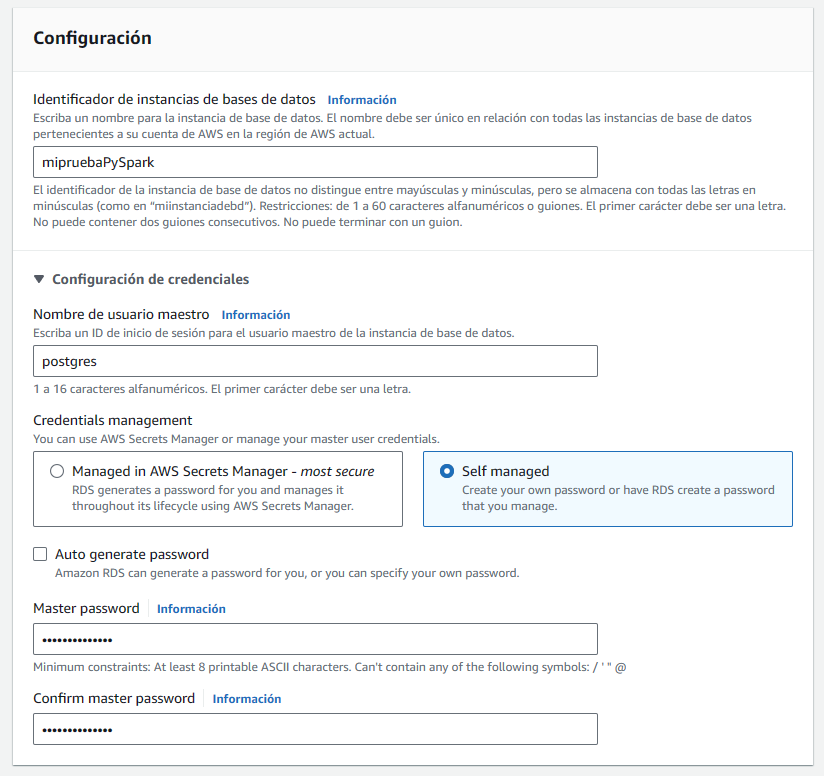 Configuración
Identificador de instancias de bases de datos Información
Escriba un nombre para la instancia de base de datos. El nombre debe ser único en relación con todas las instancias de base de datos
pertenecientes a su cuenta de AWS en la región de AWS actual.
mipruebaPySpark
El identificador de la instancia de base de datos no distingue entre mayúsculas y minúsculas, pero se almacena con todas las letras en
minúsculas (como en "miinstanciadebd"). Restricciones: de 1 a 60 caracteres alfanuméricos o guiones. El primer carácter debe ser una letra.
No puede contener dos guiones consecutivos. No puede terminar con un guion.
Configuración de credenciales
Nombre de usuario maestro Información
Escriba un ID de inicio de sesión para el usuario maestro de la instancia de base de datos.
postgres
1 a 16 caracteres alfanuméricos. El primer carácter debe ser una letra.
Credentials management
You can use AWS Secrets Manager or manage your master user credentials.
Managed in AWS Secrets Manager - most secure
RDS generates a password for you and manages it
throughout its lifecycle using AWS Secrets Manager.
Self managed
Create your own password or have RDS create a password
that you manage.
Auto generate password
Amazon RDS can generate a password for you, or you can specify your own password.
Master password Información
••••••••••••••
Minimum constraints: At least 8 printable ASCII characters. Can't contain any of the following symbols: / ' " @
Confirm master password Información
••••••••••••••